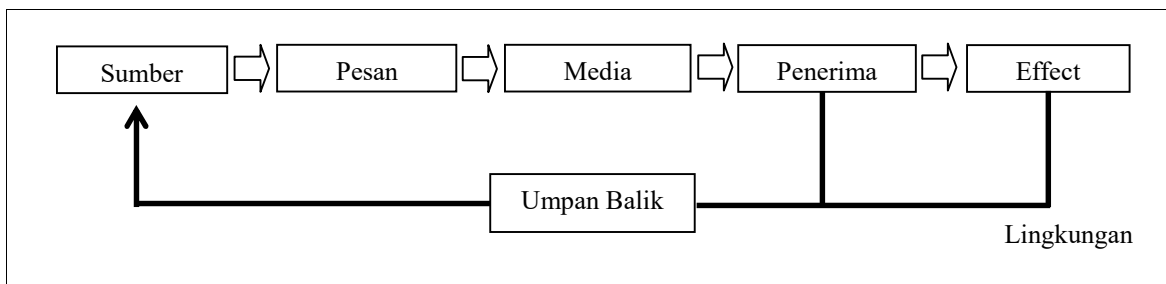 Sumber
Pesan
Media
Penerima
Effect
Umpan Balik
Lingkungan